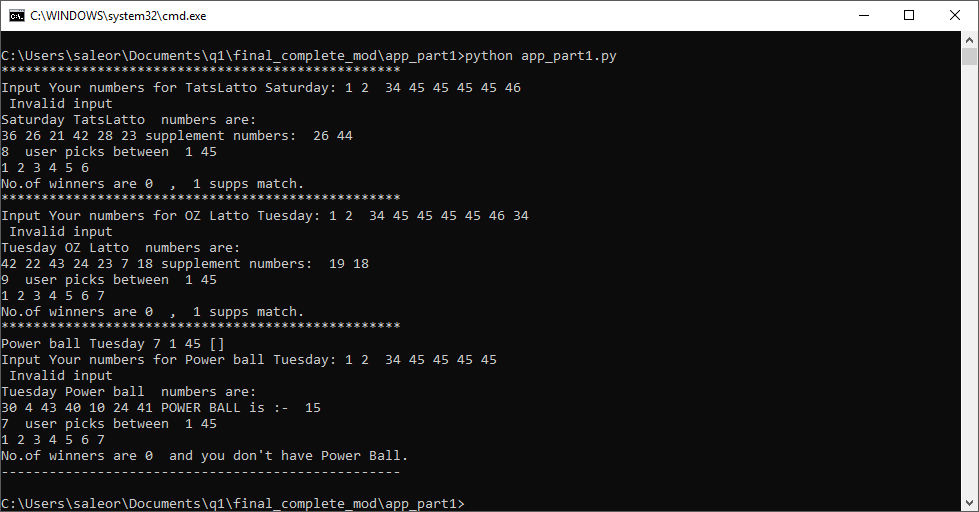 C:\WINDOWS\system32\cmd.exe
C:\Users\saleor\Documents\q1\final_complete_mod\app_part1>python app_part1.py
**************************************************
Input Your numbers for TatsLatto Saturday: 1 2  34 45 45 45 45 46
 Invalid input
Saturday TatsLatto  numbers are:
36 26 21 42 28 23 supplement numbers:  26 44
8  user picks between  1 45
1 2 3 4 5 6
No.of winners are 0  ,  1 supps match.
**************************************************
Input Your numbers for OZ Latto Tuesday: 1 2  34 45 45 45 45 46 34
 Invalid input
Tuesday OZ Latto  numbers are:
42 22 43 24 23 7 18 supplement numbers:  19 18
9  user picks between  1 45
1 2 3 4 5 6 7
No.of winners are 0  ,  1 supps match.
**************************************************
Power ball Tuesday 7 1 45 []
Input Your numbers for Power ball Tuesday: 1 2  34 45 45 45 45
 Invalid input
Tuesday Power ball  numbers are:
30 4 43 40 10 24 41 POWER BALL is :-  15
7  user picks between  1 45
1 2 3 4 5 6 7
No.of winners are 0  and you don't have Power Ball.
--------------------------------------------------
C:\Users\saleor\Documents\q1\final_complete_mod\app_part1>